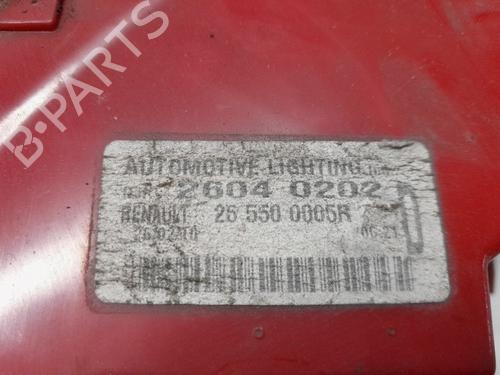 B-PARTS
AUTOMOTIVE LIGHTING
2604 0202
RENAULT 26 550 0005R
D